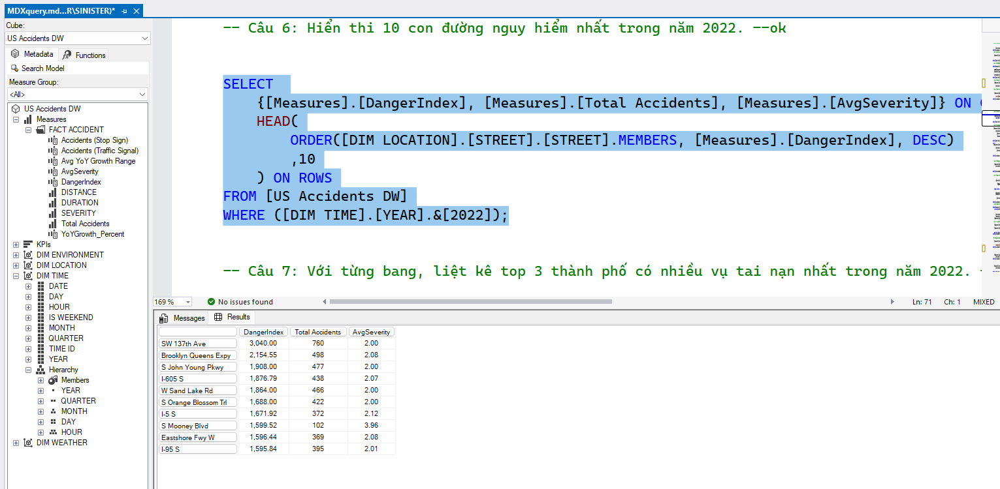 MDXquery.md...R\SINISTER)*
Cube:
US Accidents DW
Metadata
Functions
Search Model
Measure Group:
<All>
US Accidents DW
Measures
FACT ACCIDENT
Accidents (Stop Sign)
Accidents (Traffic Signal)
Avg YoY Growth Range
AvgSeverity
DangerIndex
DISTANCE
DURATION
SEVERITY
Total Accidents
YoYGrowth_Percent
KPIs
DIM ENVIRONMENT
DIM LOCATION
DIM TIME
DATE
DAY
HOUR
IS WEEKEND
MONTH
QUARTER
TIME ID
YEAR
Hierarchy
Members
YEAR
QUARTER
MONTH
DAY
HOUR
DIM WEATHER
-- Câu 6: Hiển thi 10 con đường nguy hiểm nhất trong năm 2022. --ok
SELECT
{[Measures].[DangerIndex], [Measures].[Total Accidents], [Measures].[AvgSeverity]} ON
HEAD(
ORDER([DIM LOCATION].[STREET].[STREET].MEMBERS, [Measures].[DangerIndex], DESC)
,10
) ON ROWS
FROM [US Accidents DW]
WHERE ([DIM TIME].[YEAR].&[2022]);
-- Câu 7: Với từng bang, liệt kê top 3 thành phố có nhiều vụ tai nạn nhất trong năm 2022.
169 %
No issues found
Ln: 71
Ch: 1
MIXED
Messages
Results
DangerIndex Total Accidents AvgSeverity
SW 137th Ave 3,040.00 760 2.00
Brooklyn Queens Expy 2,154.55 498 2.08
S John Young Pkwy 1,908.00 477 2.00
I-605 S 1,876.79 438 2.07
W Sand Lake Rd 1,864.00 466 2.00
S Orange Blossom Trl 1,688.00 422 2.00
I-5 S 1,671.92 372 2.12
S Mooney Blvd 1,599.52 102 3.96
Eastshore Fwy W 1,596.44 369 2.08
I-95 S 1,595.84 395 2.01